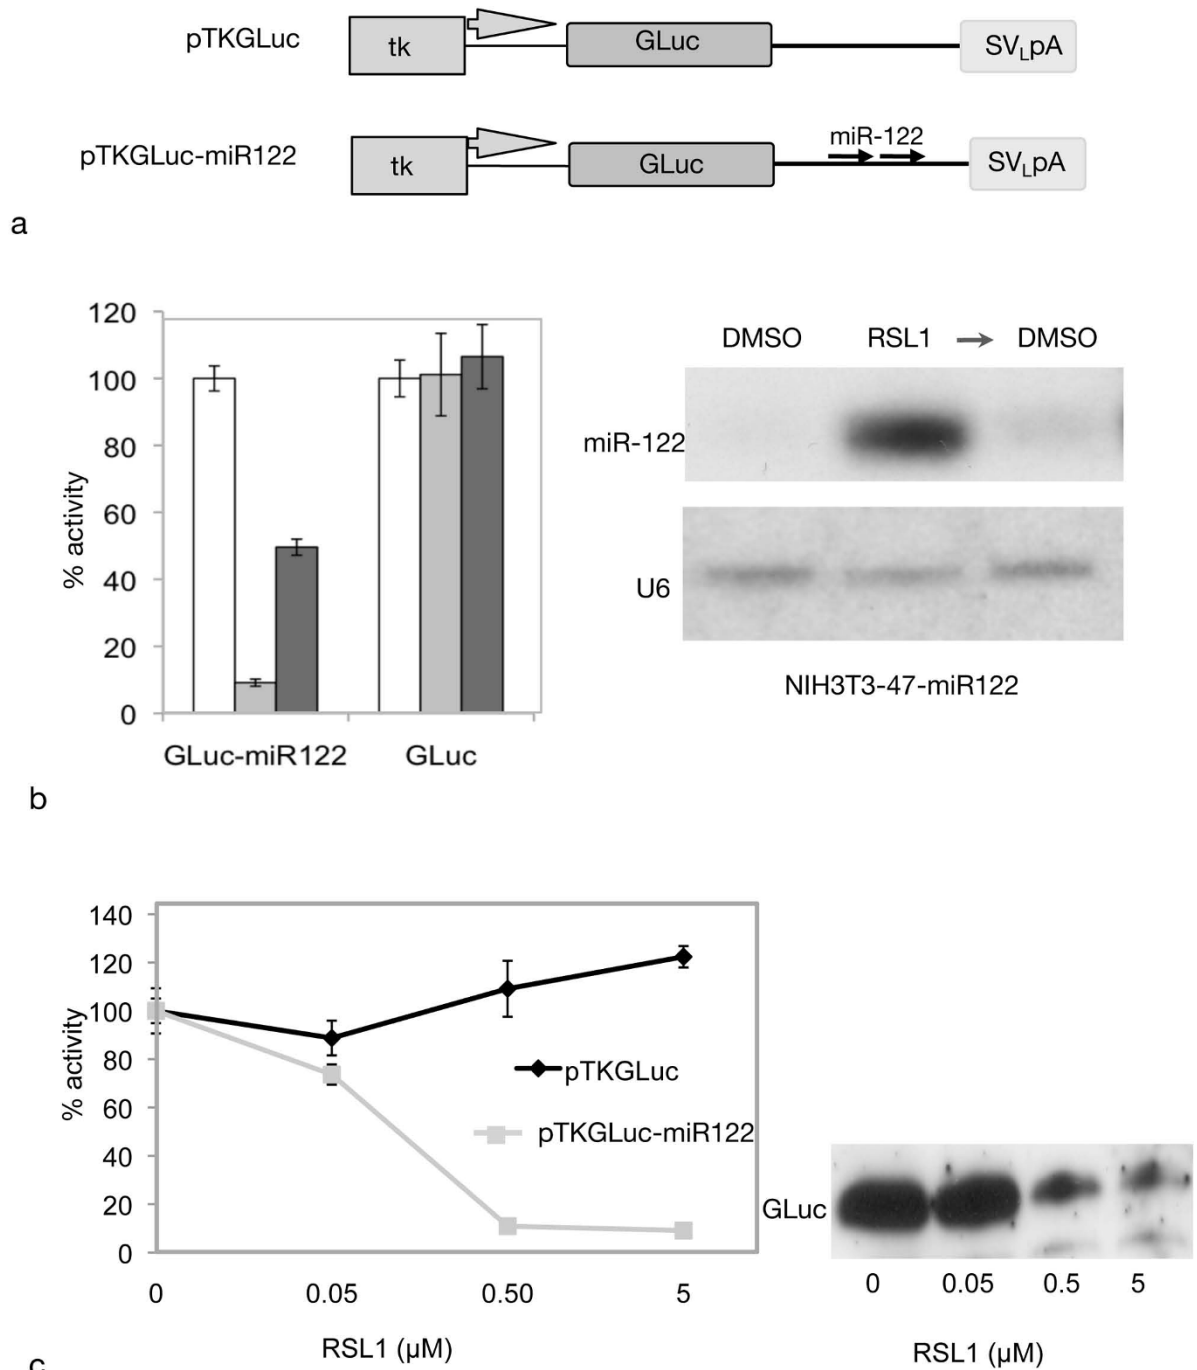 pTKGLuc
tk
GLuc
SVLpA
pTKGLuc-miR122
tk
GLuc
miR-122
SVLpA
a
120
100
80
60
40
20
0
% activity
GLuc-miR122
GLuc
DMSO
RSL1 → DMSO
miR-122
U6
NIH3T3-47-miR122
b
140
120
100
80
60
40
20
0
% activity
pTKGLuc
pTKGLuc-miR122
0
0.05
0.50
5
RSL1 (µM)
GLuc
0
0.05
0.5
5
RSL1 (µM)
c